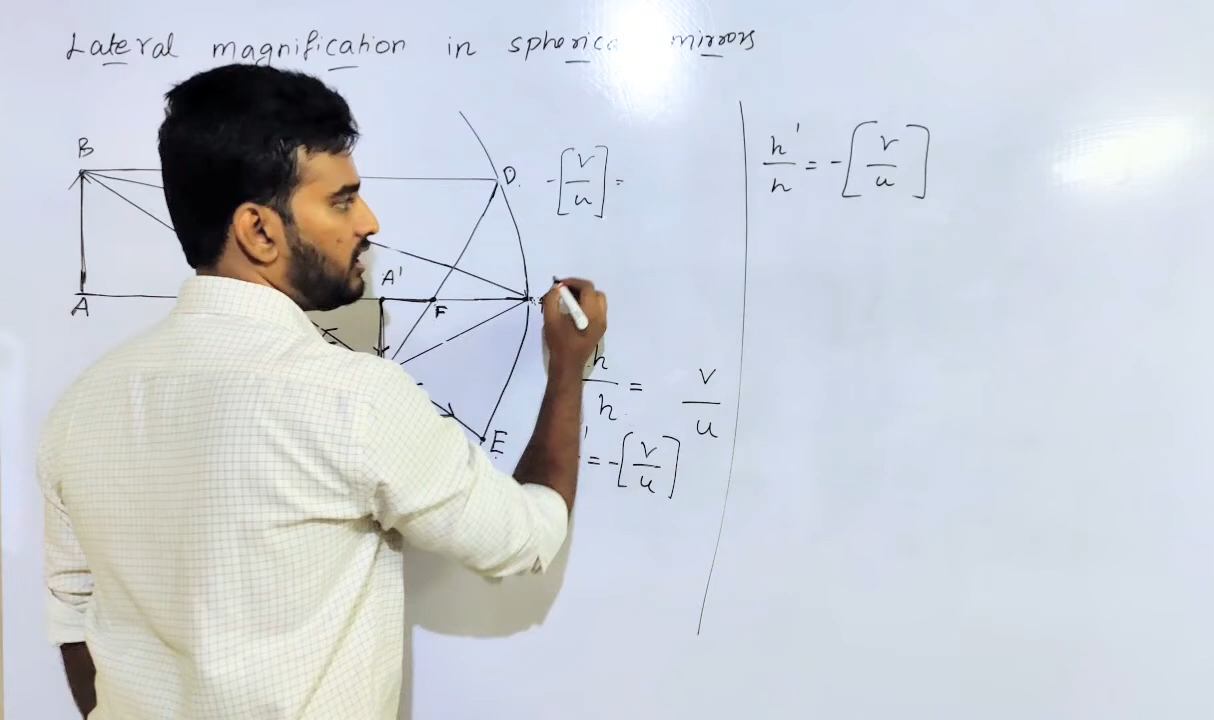 Lateral magnification in spherica mirrors
B
D.
-[v/u] =
h'/h = -[v/u]
A'
A
F
h/h = v/u
E
' = -[v/u]